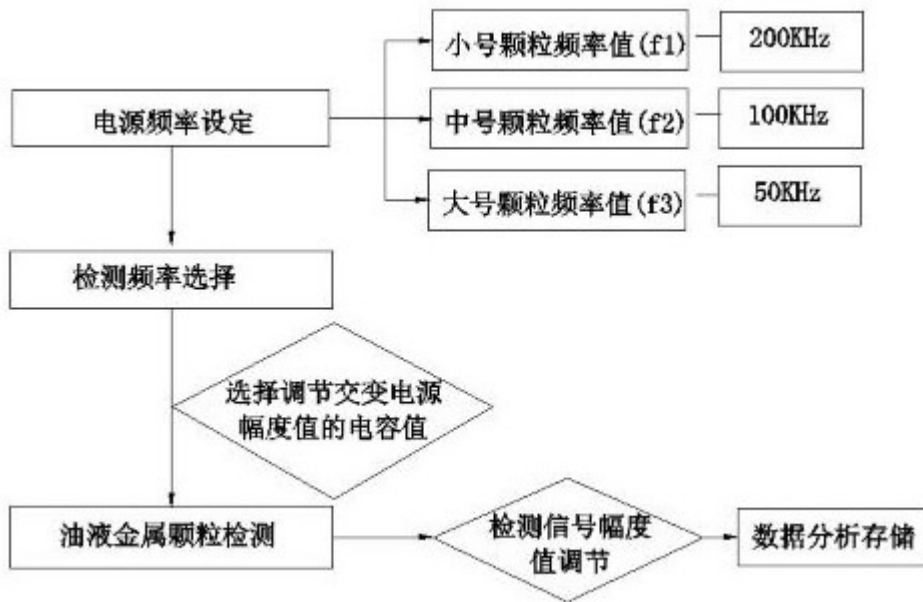 小号颗粒频率值(f1)
200KHz
电源频率设定
中号颗粒频率值(f2)
100KHz
大号颗粒频率值(f3)
50KHz
检测频率选择
选择调节交变电源
幅度值的电容值
油液金属颗粒检测
检测信号幅度
值调节
数据分析存储